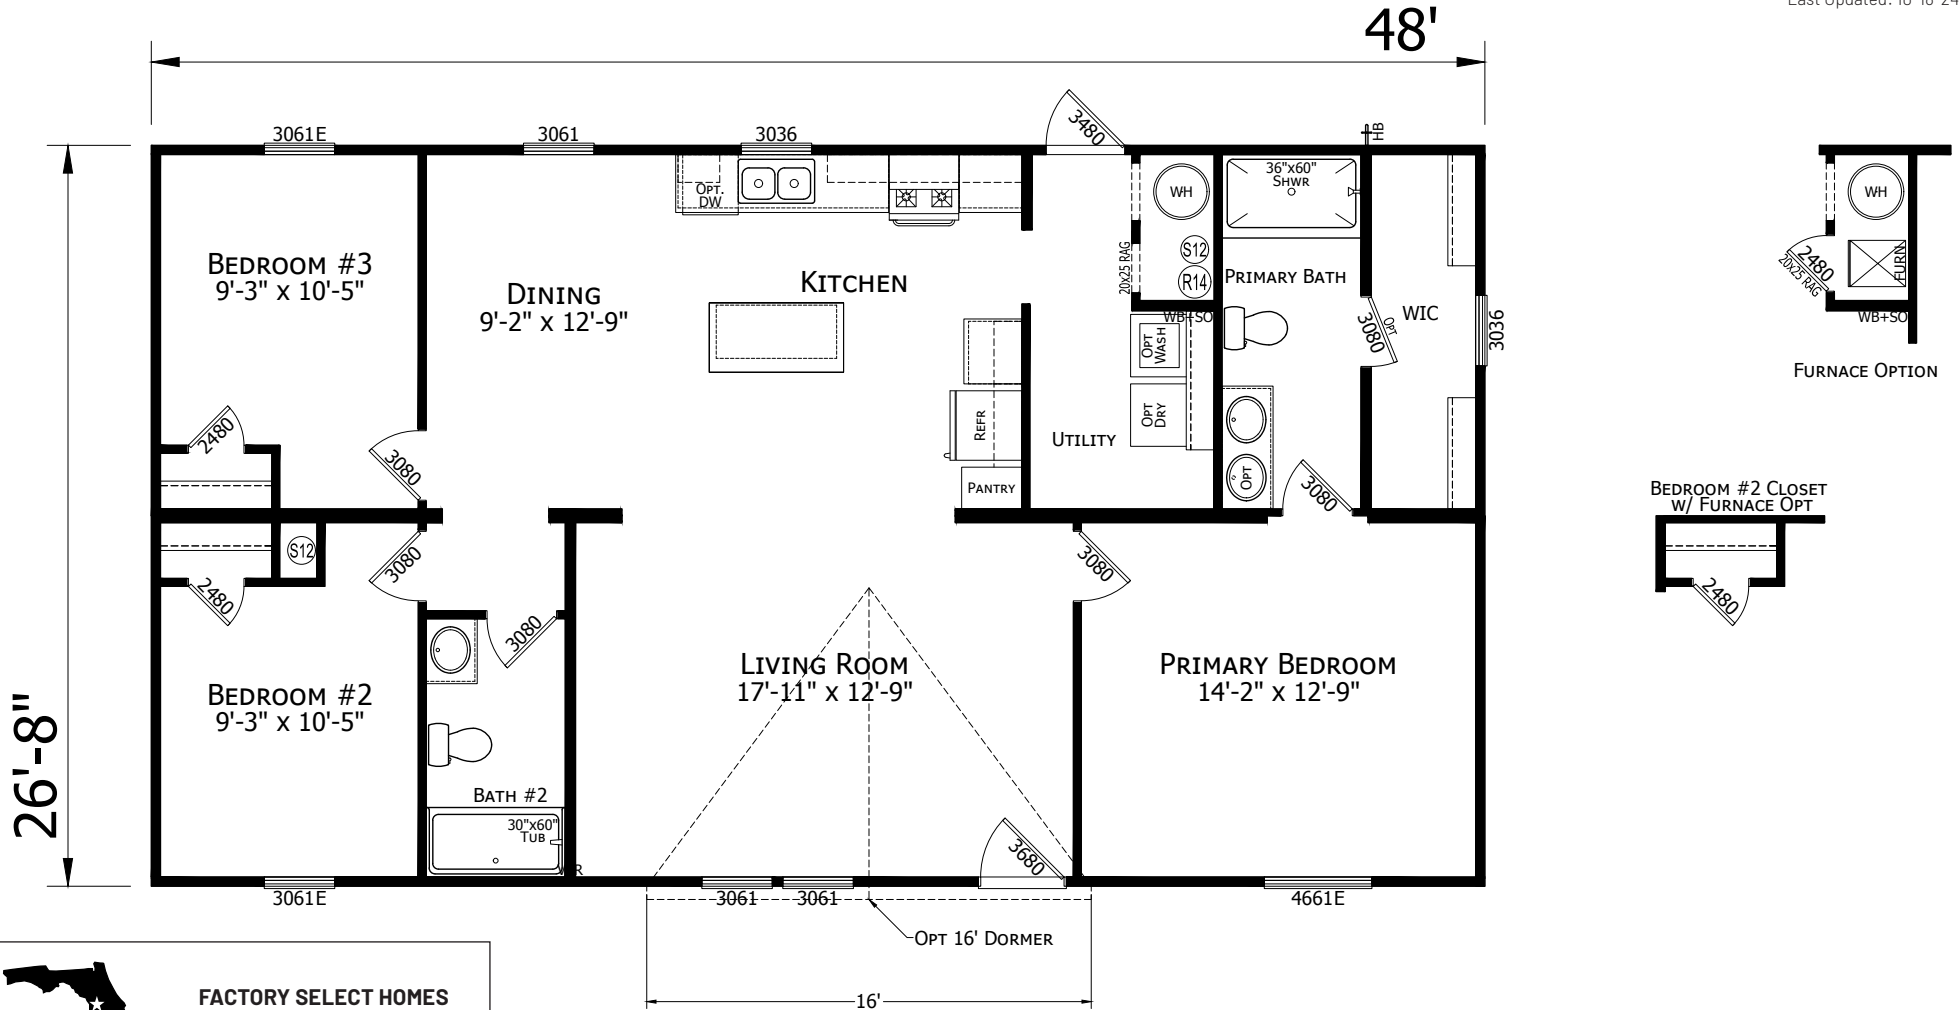 48'
3061E
3061
3036
3480
HB
36"x60"
SHWR
WH
WH
OPT.
DW
S12
R14
20x25 RAG
BEDROOM #3
9'-3" x 10'-5"
DINING
9'-2" x 12'-9"
KITCHEN
PRIMARY BATH
WIC
3036
OPT
3080
2480
20x25 RAG
FURN
WB+SO
WB+SO
FURNACE OPTION
OPT
WASH
OPT
DRY
REFR
UTILITY
PANTRY
OPT
3080
2480
3080
BEDROOM #2 CLOSET
W/ FURNACE OPT
2480
S12
3080
2480
3080
3080
LIVING ROOM
17'-11" x 12'-9"
PRIMARY BEDROOM
14'-2" x 12'-9"
BEDROOM #2
9'-3" x 10'-5"
26'-8"
BATH #2
30"x60"
TUB
3680
3061E
3061
3061
4661E
OPT 16' DORMER
16'
FACTORY SELECT HOMES